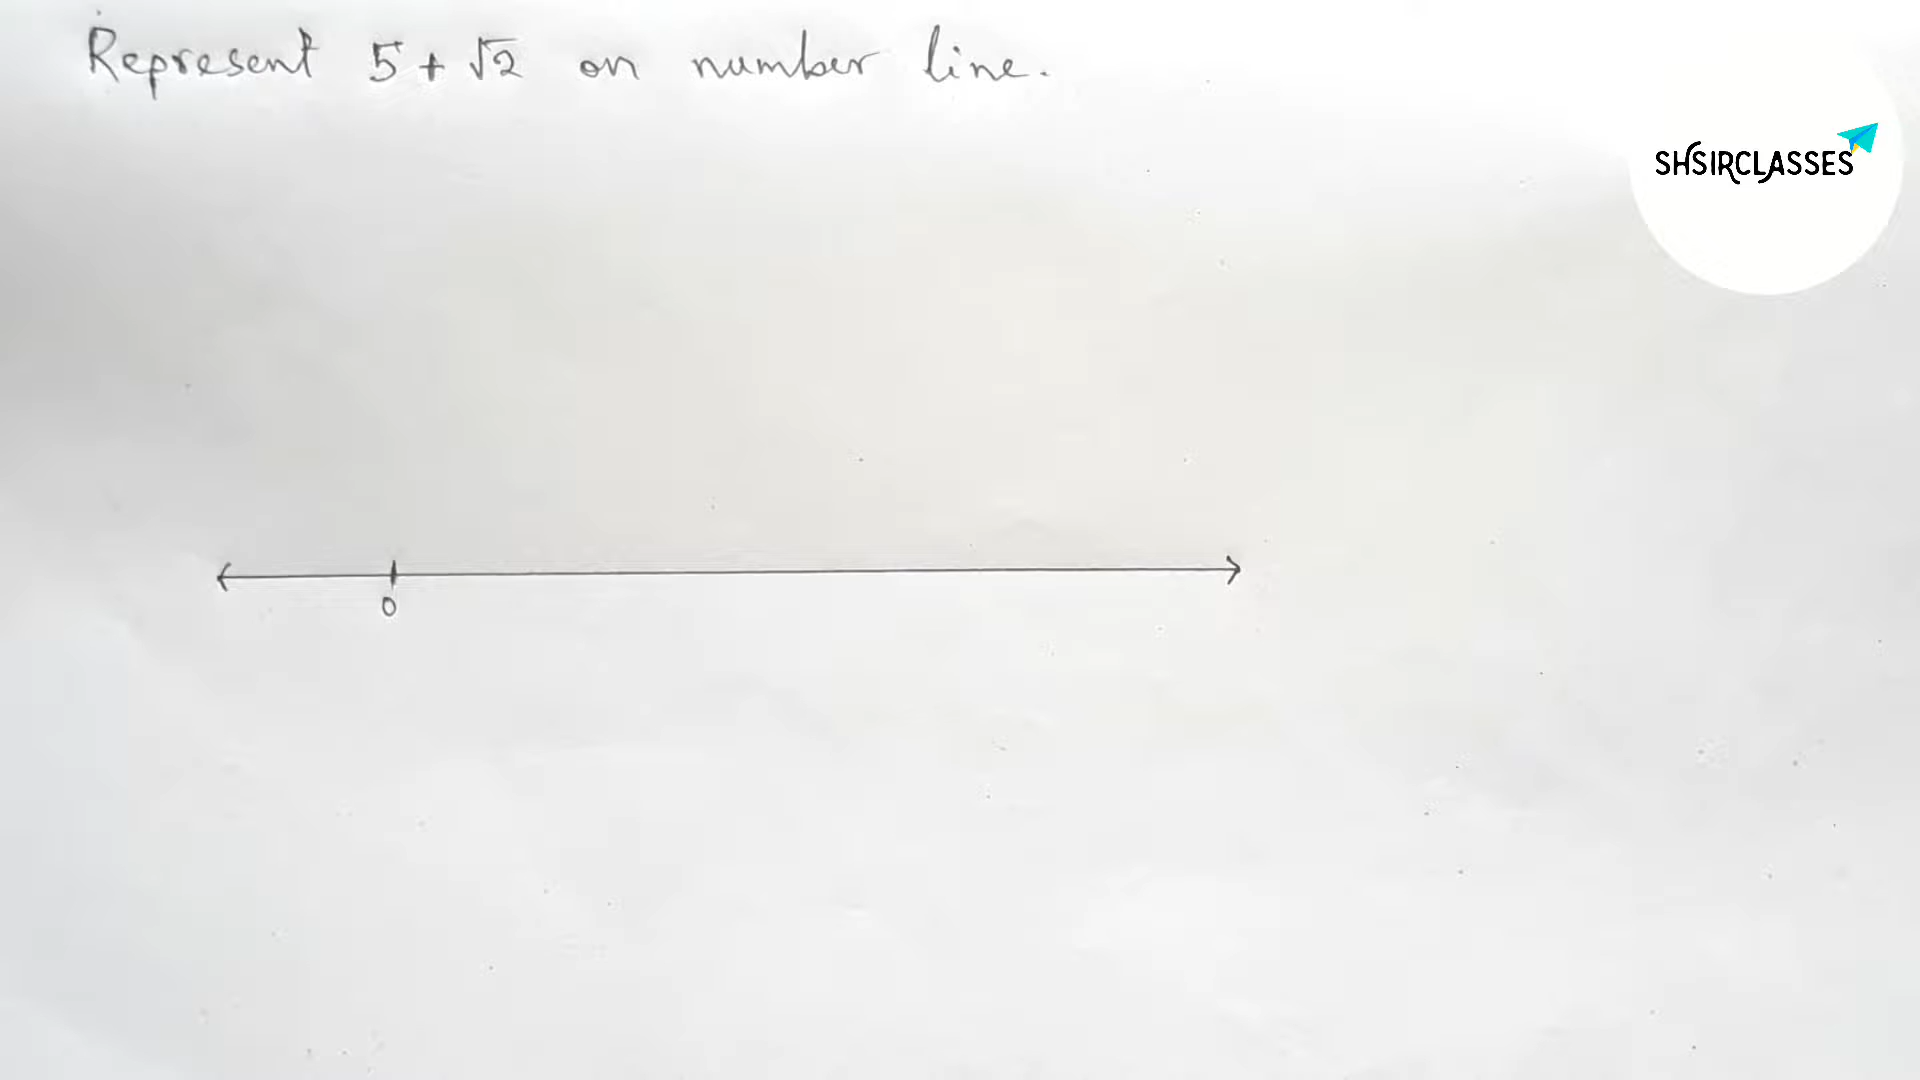 Represent 5 + √2 on number line.
SHSIRCLASSES
0